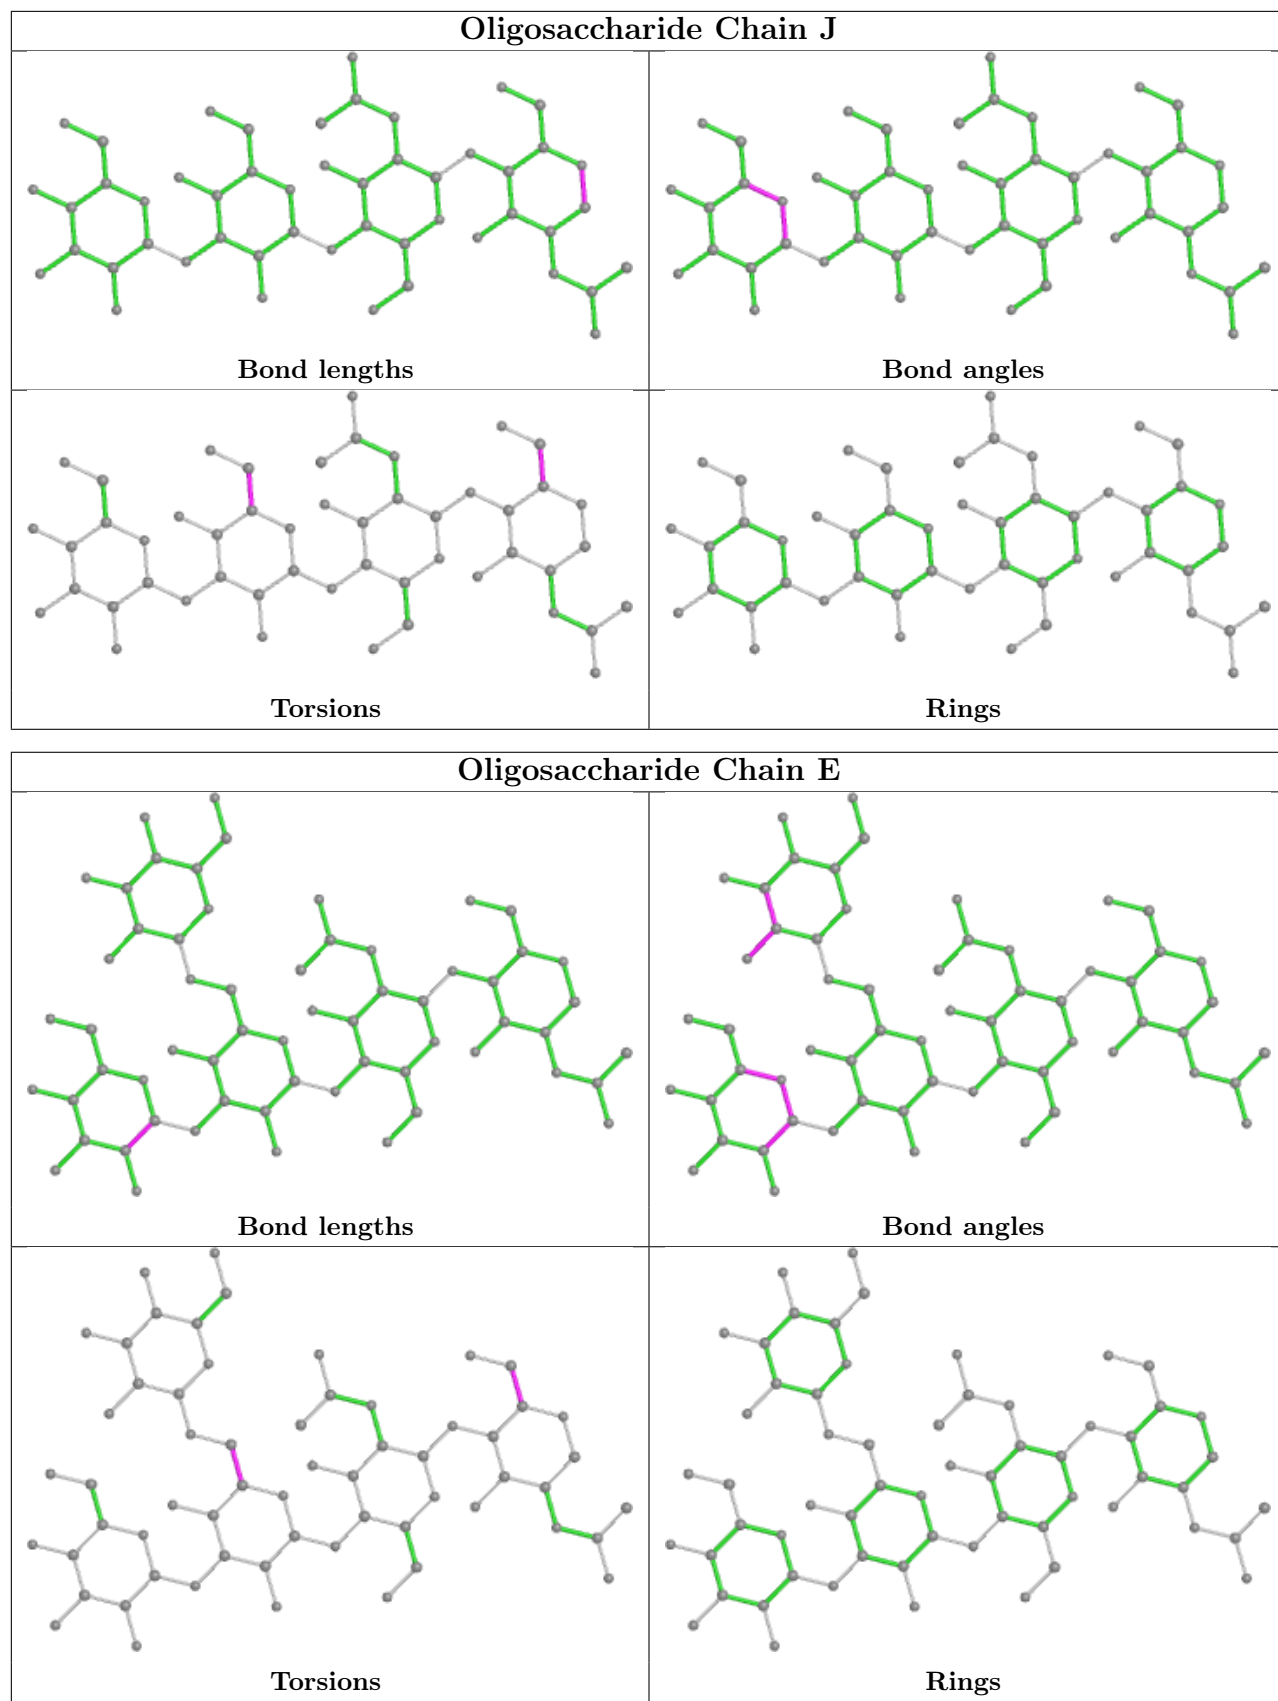 Oligosaccharide Chain J
Bond lengths
Bond angles
Torsions
Rings
Oligosaccharide Chain E
Bond lengths
Bond angles
Torsions
Rings